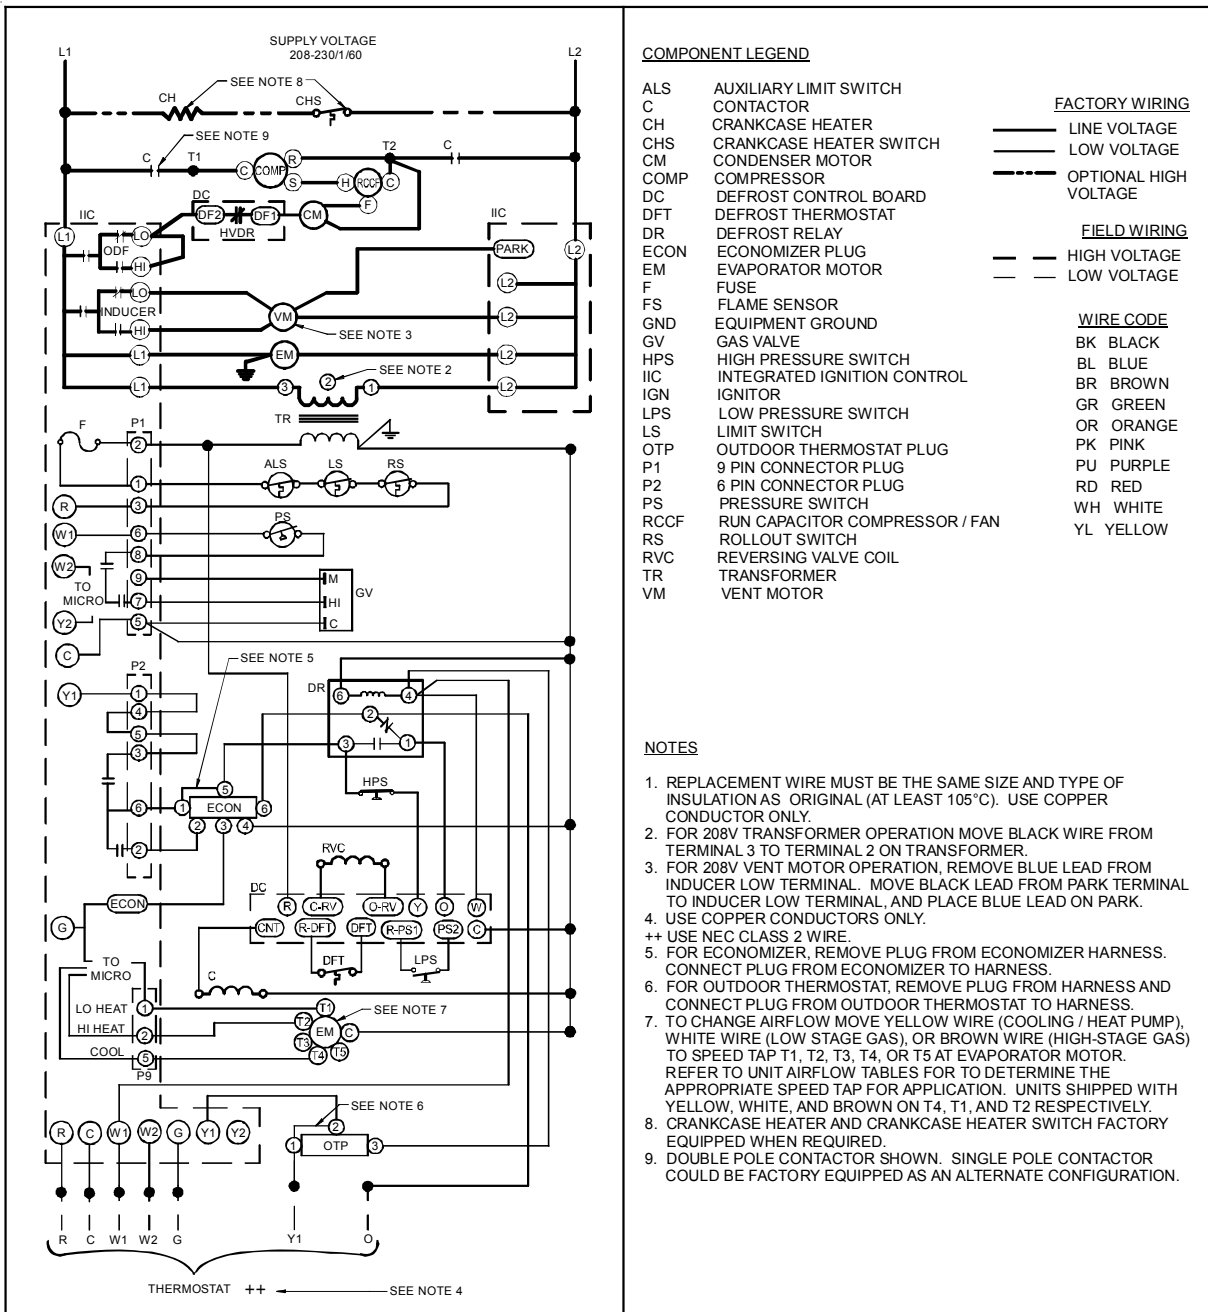 SUPPLY VOLTAGE
208-230/1/60
L1
L2
SEE NOTE 8
CH
CHS
SEE NOTE 9
C
T1
C
COMP
R
S
H
RCCF
C
F
T2
C
DC
DF2
DF1
HVDR
CM
IIC
L1
LO
ODF
HI
LO
INDUCER
HI
VM
SEE NOTE 3
IIC
PARK
L2
L2
L2
L1
EM
L2
SEE NOTE 2
L1
3
2
1
L2
TR
F
P1
2
1
ALS
LS
RS
R
3
W1
6
PS
8
W2
9
M
TO
MICRO
7
HI
GV
Y2
5
C
C
P2
SEE NOTE 5
Y1
1
4
5
3
6
2
DR
6
4
2
3
1
HPS
5
1
ECON
6
2
3
4
RVC
DC
R
C-RV
O-RV
Y
O
W
CNT
R-DFT
DFT
R-PS1
PS2
C
DFT
LPS
ECON
G
TO
MICRO
C
LO HEAT
1
T1
SEE NOTE 7
HI HEAT
2
T2
EM
C
T3
T4
T5
COOL
5
P9
SEE NOTE 6
R
C
W1
W2
G
Y1
Y2
2
1
OTP
3
R
C
W1
W2
G
Y1
O
THERMOSTAT ++
SEE NOTE 4
COMPONENT LEGEND
ALS AUXILIARY LIMIT SWITCH
C CONTACTOR
CH CRANKCASE HEATER
CHS CRANKCASE HEATER SWITCH
CM CONDENSER MOTOR
COMP COMPRESSOR
DC DEFROST CONTROL BOARD
DFT DEFROST THERMOSTAT
DR DEFROST RELAY
ECON ECONOMIZER PLUG
EM EVAPORATOR MOTOR
F FUSE
FS FLAME SENSOR
GND EQUIPMENT GROUND
GV GAS VALVE
HPS HIGH PRESSURE SWITCH
IIC INTEGRATED IGNITION CONTROL
IGN IGNITOR
LPS LOW PRESSURE SWITCH
LS LIMIT SWITCH
OTP OUTDOOR THERMOSTAT PLUG
P1 9 PIN CONNECTOR PLUG
P2 6 PIN CONNECTOR PLUG
PS PRESSURE SWITCH
RCCF RUN CAPACITOR COMPRESSOR / FAN
RS ROLLOUT SWITCH
RVC REVERSING VALVE COIL
TR TRANSFORMER
VM VENT MOTOR
FACTORY WIRING
LINE VOLTAGE
LOW VOLTAGE
OPTIONAL HIGH
VOLTAGE
FIELD WIRING
HIGH VOLTAGE
LOW VOLTAGE
WIRE CODE
BK BLACK
BL BLUE
BR BROWN
GR GREEN
OR ORANGE
PK PINK
PU PURPLE
RD RED
WH WHITE
YL YELLOW
NOTES
1. REPLACEMENT WIRE MUST BE THE SAME SIZE AND TYPE OF
INSULATION AS ORIGINAL (AT LEAST 105°C). USE COPPER
CONDUCTOR ONLY.
2. FOR 208V TRANSFORMER OPERATION MOVE BLACK WIRE FROM
TERMINAL 3 TO TERMINAL 2 ON TRANSFORMER.
3. FOR 208V VENT MOTOR OPERATION, REMOVE BLUE LEAD FROM
INDUCER LOW TERMINAL. MOVE BLACK LEAD FROM PARK TERMINAL
TO INDUCER LOW TERMINAL, AND PLACE BLUE LEAD ON PARK.
4. USE COPPER CONDUCTORS ONLY.
++ USE NEC CLASS 2 WIRE.
5. FOR ECONOMIZER, REMOVE PLUG FROM ECONOMIZER HARNESS.
CONNECT PLUG FROM ECONOMIZER TO HARNESS.
6. FOR OUTDOOR THERMOSTAT, REMOVE PLUG FROM HARNESS AND
CONNECT PLUG FROM OUTDOOR THERMOSTAT TO HARNESS.
7. TO CHANGE AIRFLOW MOVE YELLOW WIRE (COOLING / HEAT PUMP),
WHITE WIRE (LOW STAGE GAS), OR BROWN WIRE (HIGH-STAGE GAS)
TO SPEED TAP T1, T2, T3, T4, OR T5 AT EVAPORATOR MOTOR.
REFER TO UNIT AIRFLOW TABLES FOR TO DETERMINE THE
APPROPRIATE SPEED TAP FOR APPLICATION. UNITS SHIPPED WITH
YELLOW, WHITE, AND BROWN ON T4, T1, AND T2 RESPECTIVELY.
8. CRANKCASE HEATER AND CRANKCASE HEATER SWITCH FACTORY
EQUIPPED WHEN REQUIRED.
9. DOUBLE POLE CONTACTOR SHOWN. SINGLE POLE CONTACTOR
COULD BE FACTORY EQUIPPED AS AN ALTERNATE CONFIGURATION.